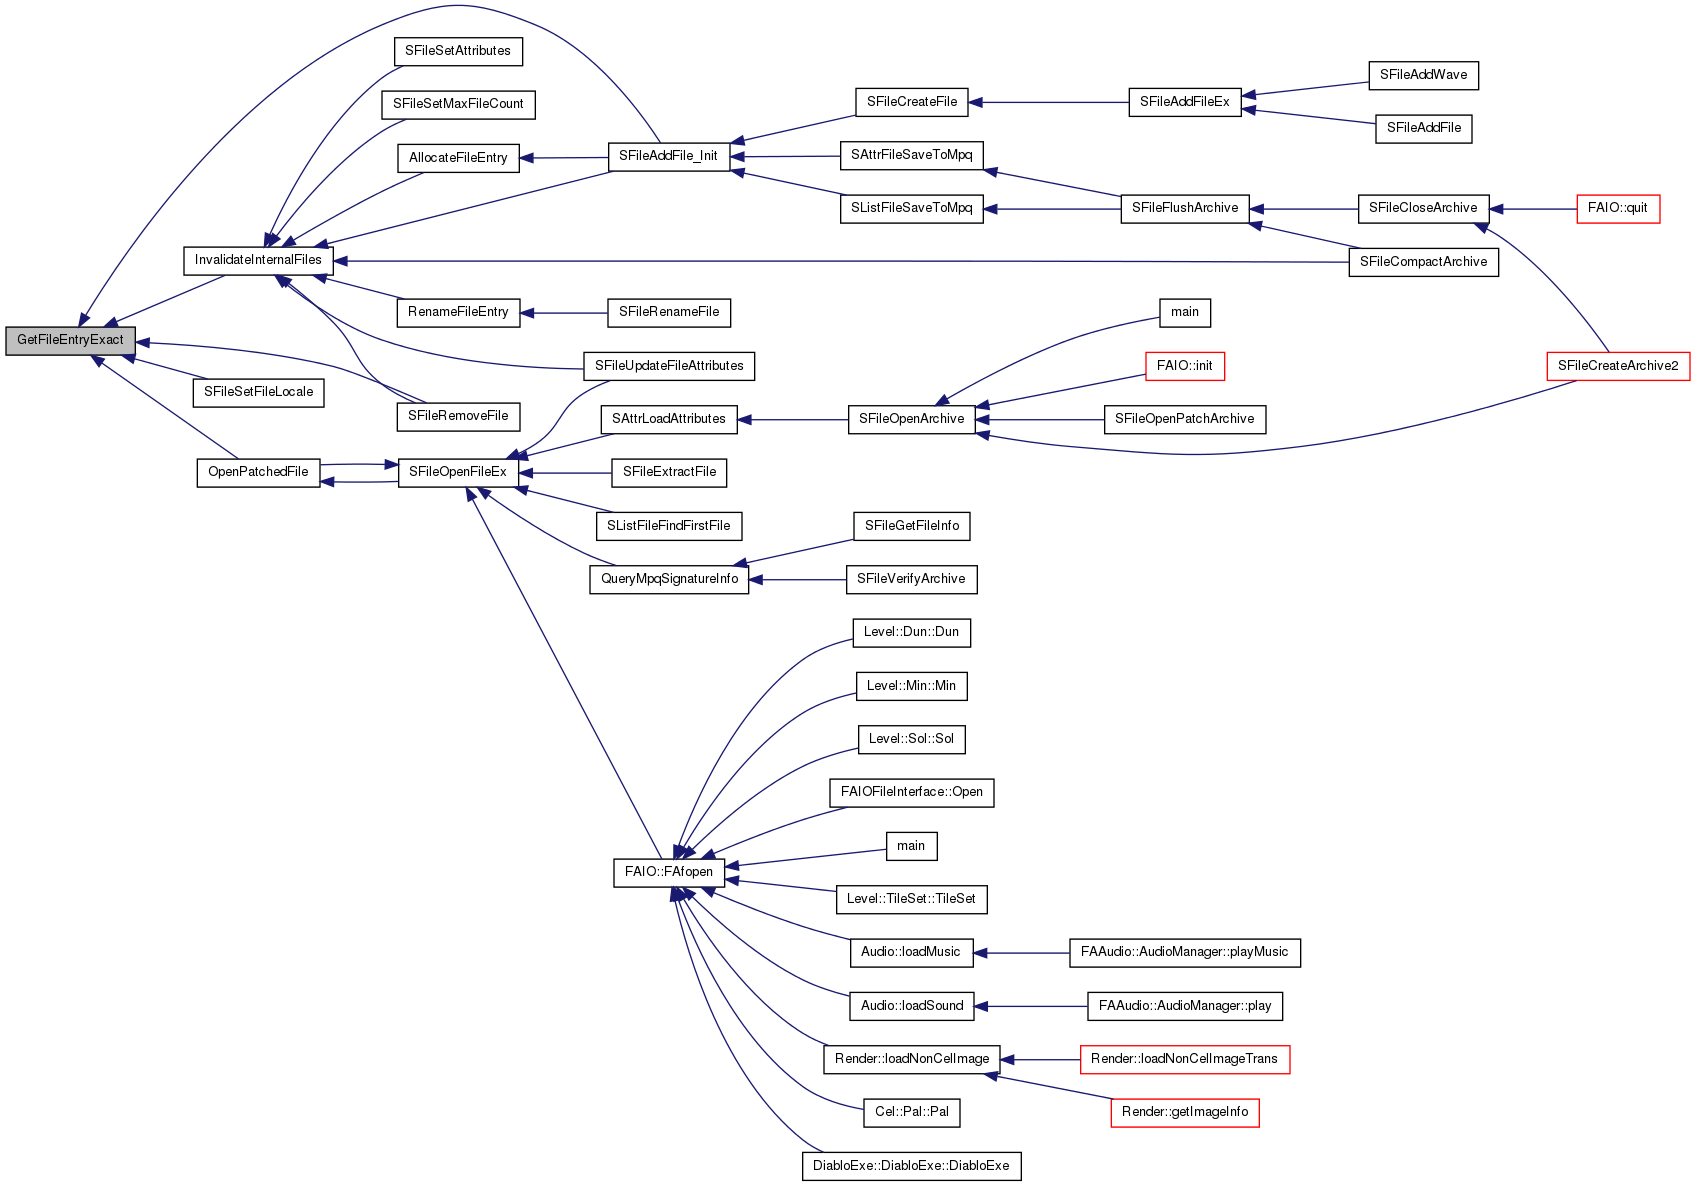 SFileSetAttributes
SFileAddWave
SFileSetMaxFileCount
SFileCreateFile
SFileAddFileEx
SFileAddFile
AllocateFileEntry
SFileAddFile_Init
SAttrFileSaveToMpq
SListFileSaveToMpq
SFileFlushArchive
SFileCloseArchive
FAIO::quit
InvalidateInternalFiles
SFileCompactArchive
RenameFileEntry
SFileRenameFile
main
GetFileEntryExact
SFileUpdateFileAttributes
FAIO::init
SFileCreateArchive2
SFileSetFileLocale
SFileRemoveFile
SAttrLoadAttributes
SFileOpenArchive
SFileOpenPatchArchive
OpenPatchedFile
SFileOpenFileEx
SFileExtractFile
SListFileFindFirstFile
SFileGetFileInfo
QueryMpqSignatureInfo
SFileVerifyArchive
Level::Dun::Dun
Level::Min::Min
Level::Sol::Sol
FAIOFileInterface::Open
main
FAIO::FAfopen
Level::TileSet::TileSet
Audio::loadMusic
FAAudio::AudioManager::playMusic
Audio::loadSound
FAAudio::AudioManager::play
Render::loadNonCelImage
Render::loadNonCelImageTrans
Cel::Pal::Pal
Render::getImageInfo
DiabloExe::DiabloExe::DiabloExe